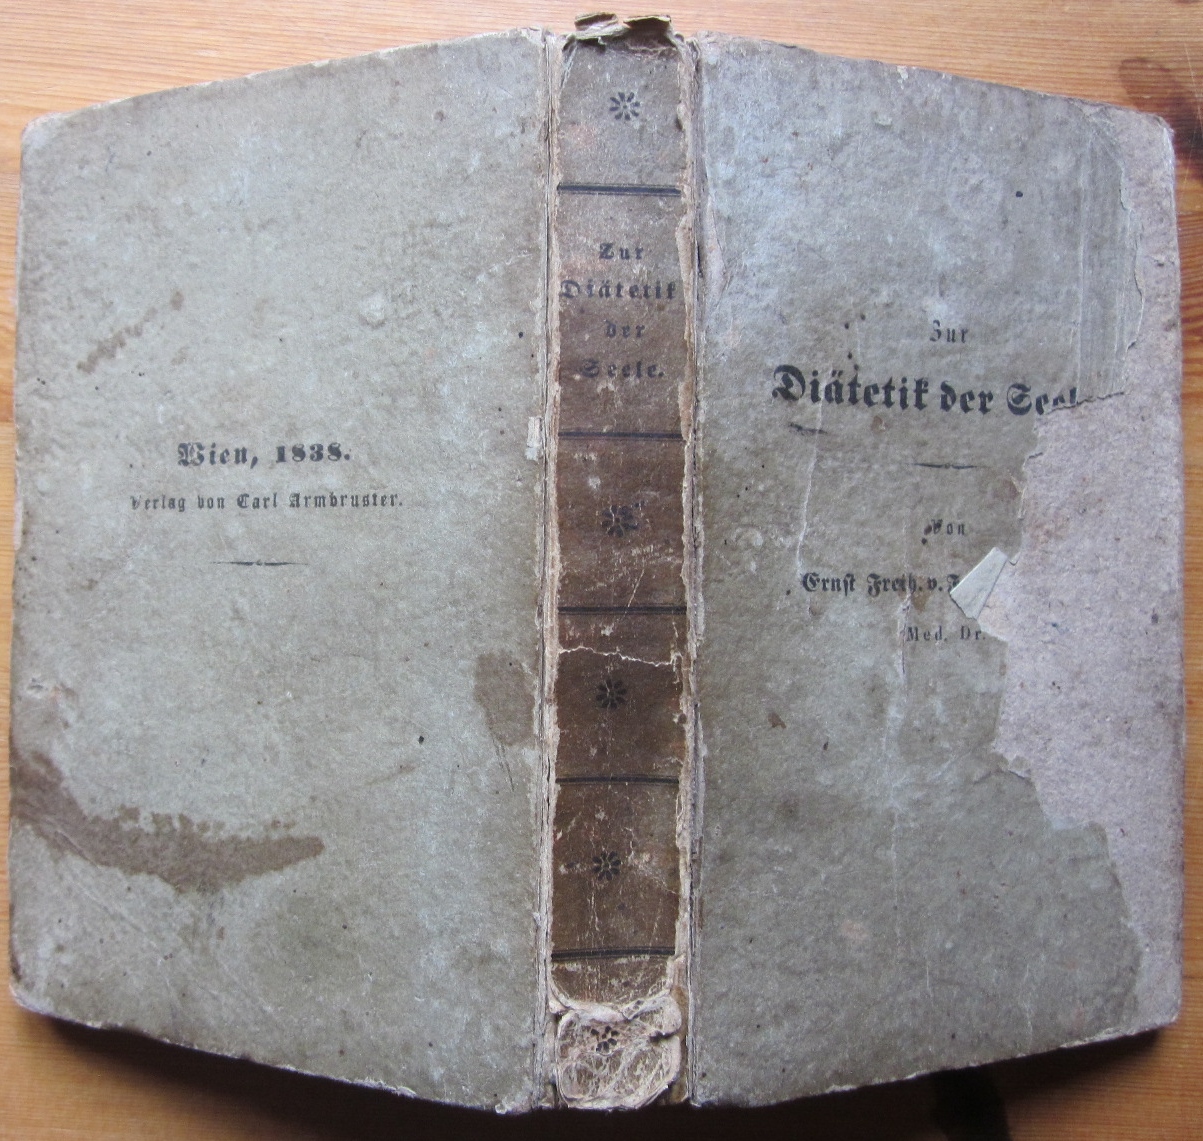 Wien, 1838.
Verlag von Carl Armbruster.
Zur
Diätetik
der
Seele.
Zur
Diätetik der
Von
Ernst Freih. v.
Med. Dr.